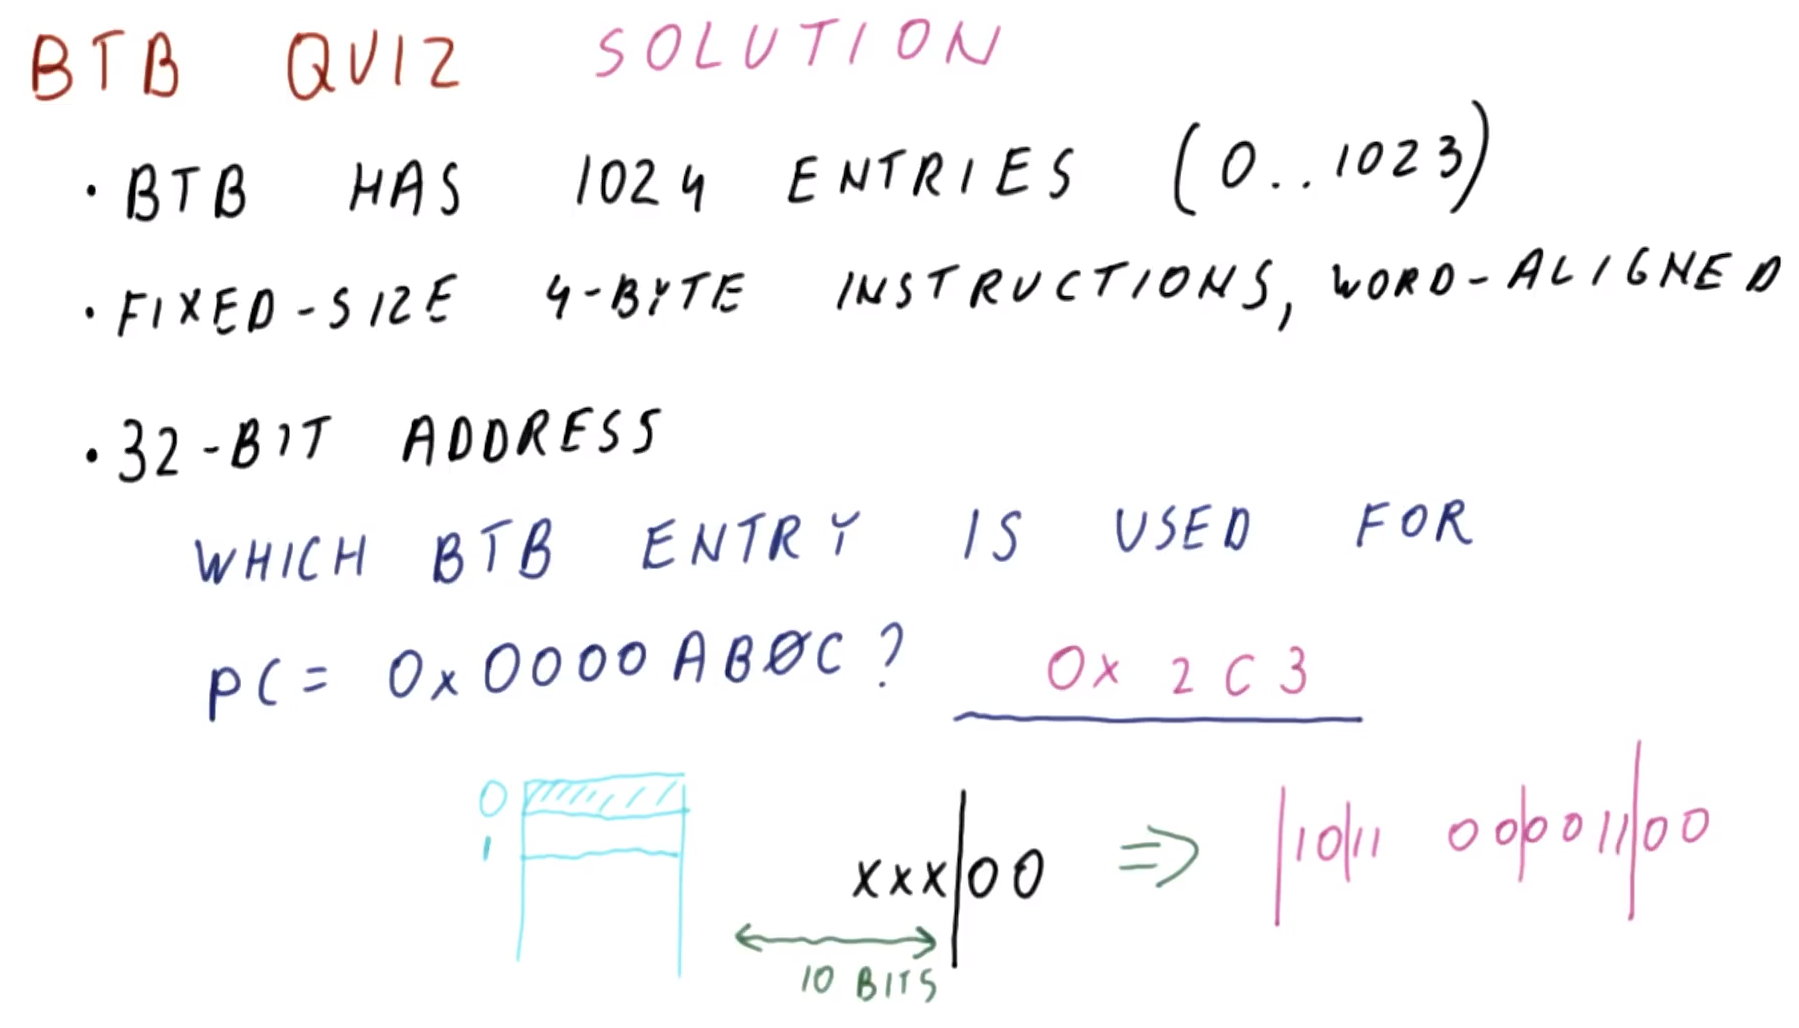 BTB QUIZ SOLUTION
· BTB HAS 1024 ENTRIES (0..1023)
· FIXED-SIZE 4-BYTE INSTRUCTIONS, WORD-ALIGNED
· 32-BIT ADDRESS
WHICH BTB ENTRY IS USED FOR
PC = 0x0000AB0C? 0x 2C3
0
1
xxx|00 ⇒ |10|11 00|0011|00
10 BITS